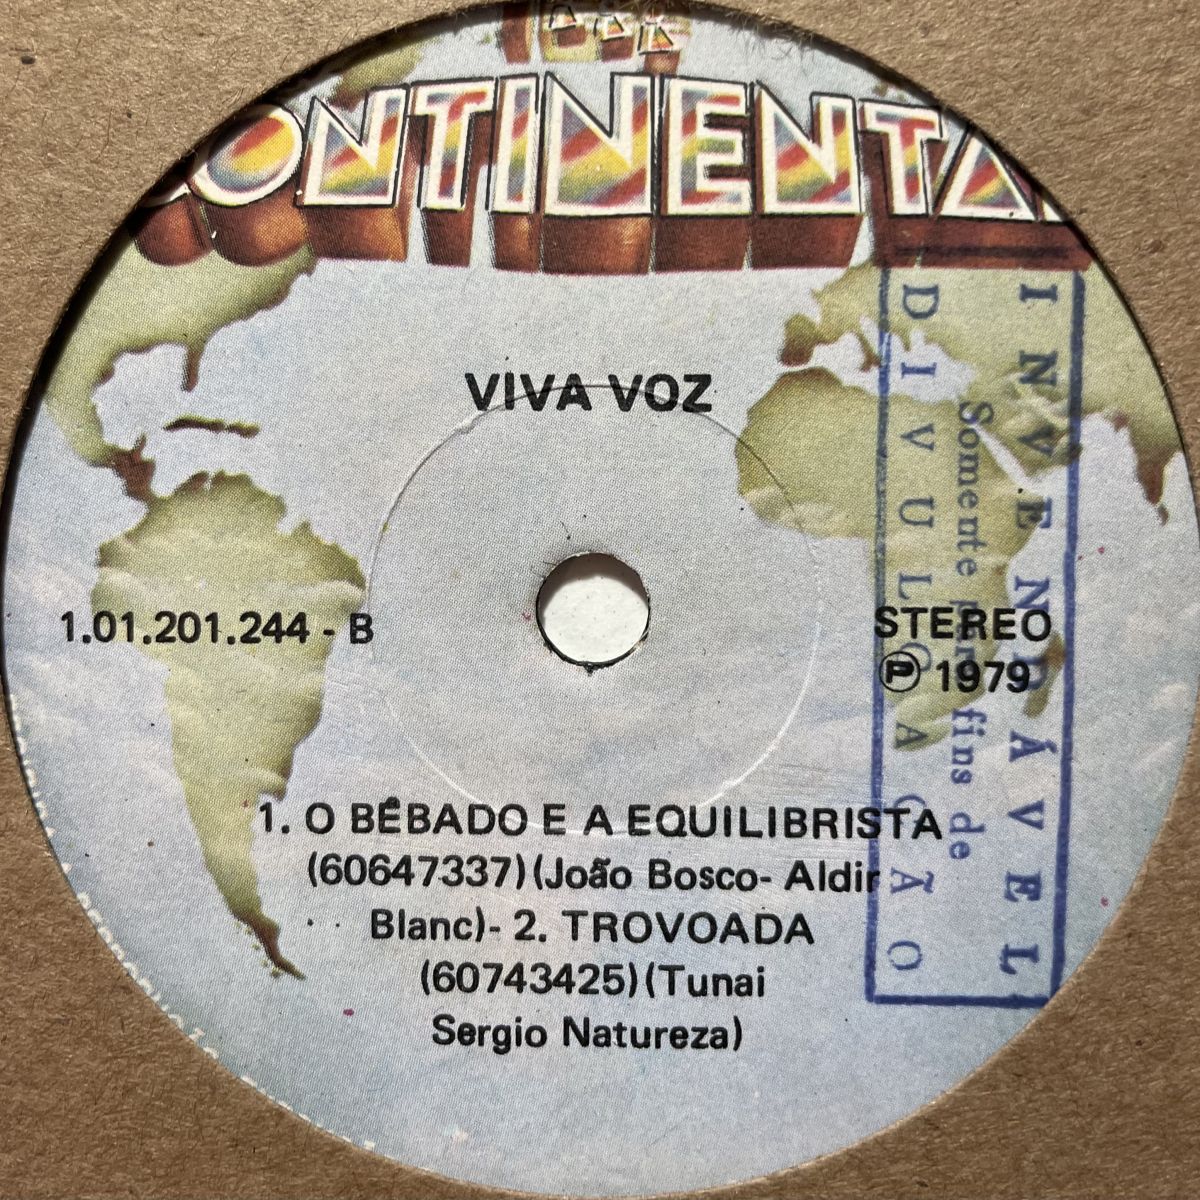 CONTINENTAL
VIVA VOZ
1.01.201.244 - B
STEREO
Ⓟ 1979
1. O BÊBADO E A EQUILIBRISTA
(60647337) (João Bosco- Aldir
Blanc)- 2. TROVOADA
(60743425) (Tunai
Sergio Natureza)
INVENDÁVEL
Somente para fins de
DIVULGAÇÃO